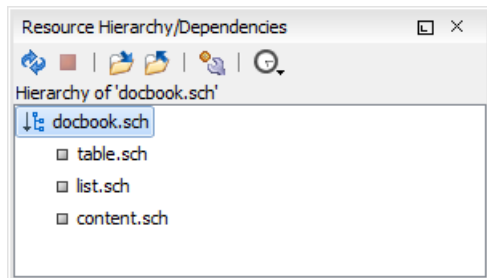 Resource Hierarchy/Dependencies
Hierarchy of 'docbook.sch'
docbook.sch
table.sch
list.sch
content.sch